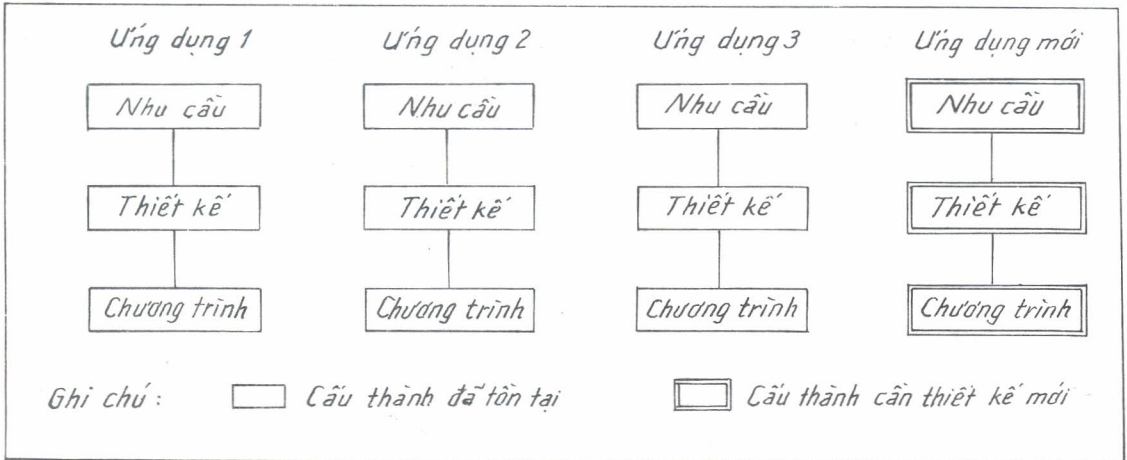 Ứng dụng 1 Ứng dụng 2 Ứng dụng 3 Ứng dụng mới
Nhu cầu Nhu cầu Nhu cầu Nhu cầu
Thiết kế Thiết kế Thiết kế Thiết kế
Chương trình Chương trình Chương trình Chương trình
Ghi chú : Cấu thành đã tồn tại Cấu thành cần thiết kế mới